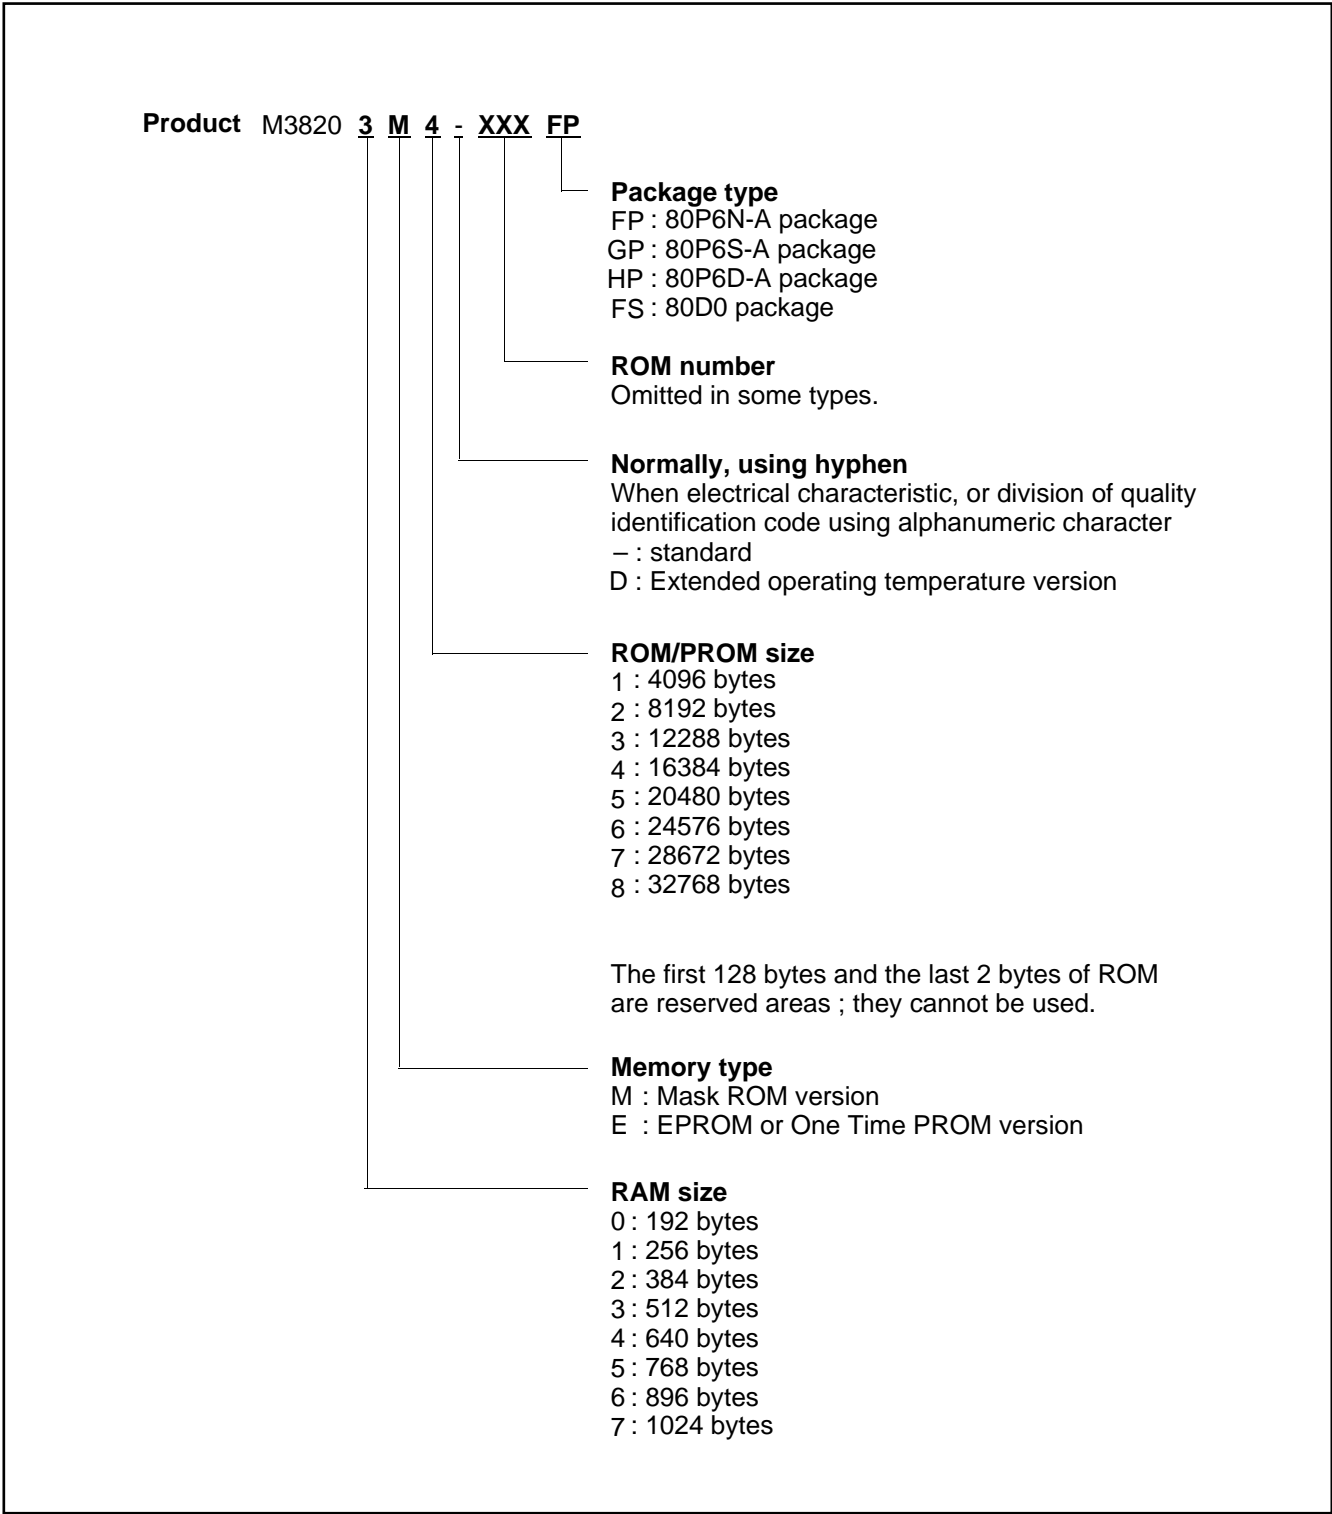 Product M3820 3 M 4 - XXX FP
Package type
FP : 80P6N-A package
GP : 80P6S-A package
HP : 80P6D-A package
FS : 80D0 package
ROM number
Omitted in some types.
Normally, using hyphen
When electrical characteristic, or division of quality
identification code using alphanumeric character
– : standard
D : Extended operating temperature version
ROM/PROM size
1 : 4096 bytes
2 : 8192 bytes
3 : 12288 bytes
4 : 16384 bytes
5 : 20480 bytes
6 : 24576 bytes
7 : 28672 bytes
8 : 32768 bytes
The first 128 bytes and the last 2 bytes of ROM
are reserved areas ; they cannot be used.
Memory type
M : Mask ROM version
E : EPROM or One Time PROM version
RAM size
0 : 192 bytes
1 : 256 bytes
2 : 384 bytes
3 : 512 bytes
4 : 640 bytes
5 : 768 bytes
6 : 896 bytes
7 : 1024 bytes